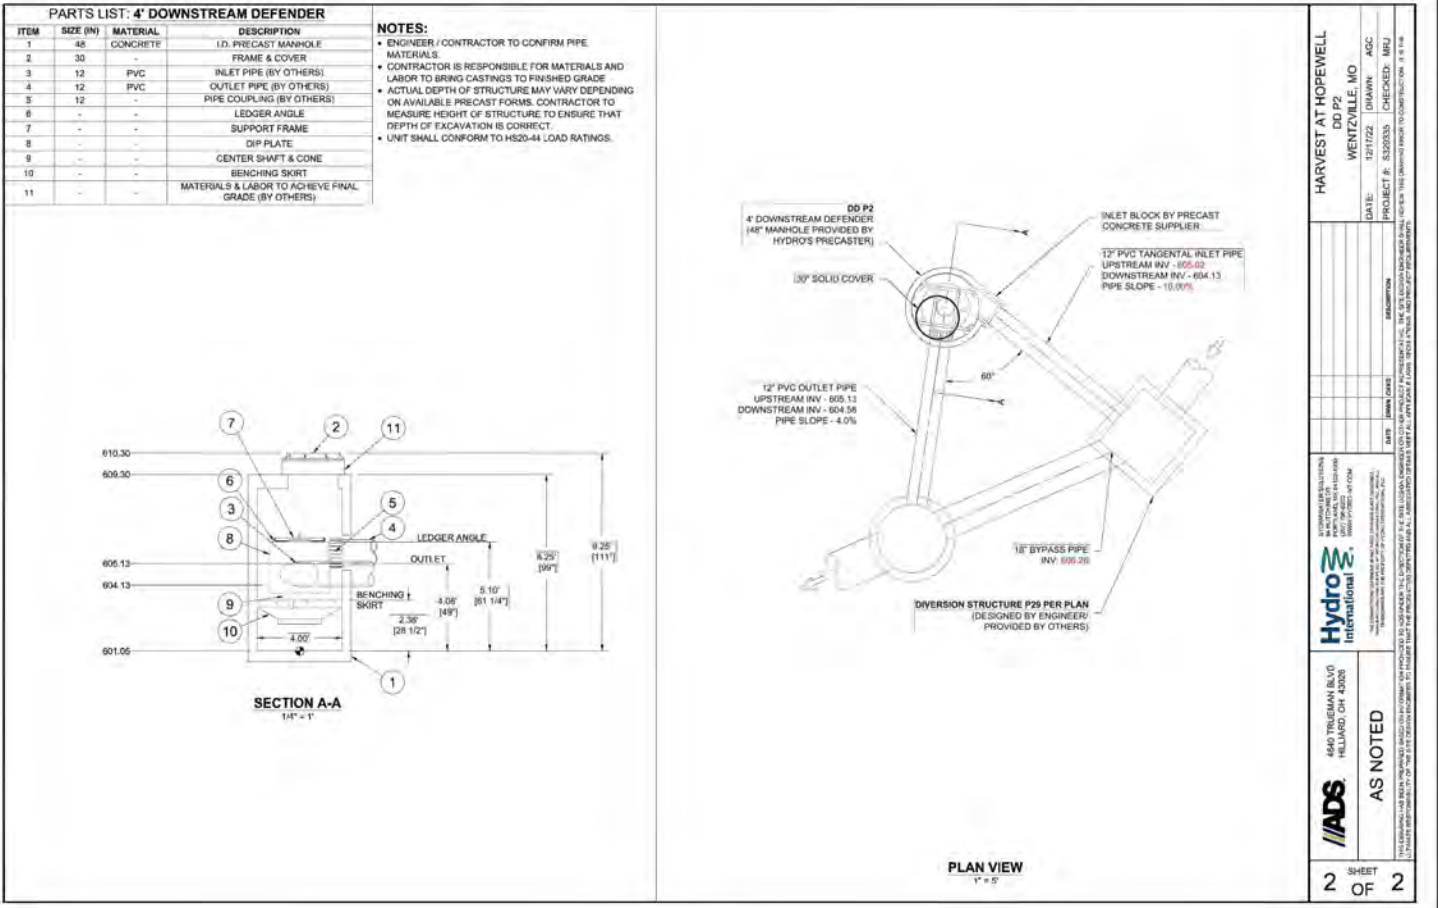 PARTS LIST: 4' DOWNSTREAM DEFENDER
ITEM SIZE (IN) MATERIAL DESCRIPTION
1 48 CONCRETE I.D. PRECAST MANHOLE
2 30 - FRAME & COVER
3 12 PVC INLET PIPE (BY OTHERS)
4 12 PVC OUTLET PIPE (BY OTHERS)
5 12 - PIPE COUPLING (BY OTHERS)
6 - - LEDGER ANGLE
7 - - SUPPORT FRAME
8 - - DIP PLATE
9 - - CENTER SHAFT & CONE
10 - - BENCHING SKIRT
11 - - MATERIALS & LABOR TO ACHIEVE FINAL
GRADE (BY OTHERS)
NOTES:
• ENGINEER / CONTRACTOR TO CONFIRM PIPE
MATERIALS.
• CONTRACTOR IS RESPONSIBLE FOR MATERIALS AND
LABOR TO BRING CASTINGS TO FINISHED GRADE
• ACTUAL DEPTH OF STRUCTURE MAY VARY DEPENDING
ON AVAILABLE PRECAST FORMS. CONTRACTOR TO
MEASURE HEIGHT OF STRUCTURE TO ENSURE THAT
DEPTH OF EXCAVATION IS CORRECT.
• UNIT SHALL CONFORM TO HS20-44 LOAD RATINGS.
7
2
11
610.30
609.30
6
3
8
5
4
LEDGER ANGLE
OUTLET
605.13
604.13
9
10
BENCHING
SKIRT
4.00'
2.38'
[28 1/2"]
4.08'
[49"]
5.10'
[61 1/4"]
8.25'
[99"]
9.25'
[111"]
601.05
1
SECTION A-A
1/4" = 1'
DD P2
4' DOWNSTREAM DEFENDER
(48" MANHOLE PROVIDED BY
HYDRO'S PRECASTER)
30" SOLID COVER
A
INLET BLOCK BY PRECAST
CONCRETE SUPPLIER
12" PVC TANGENTIAL INLET PIPE
UPSTREAM INV - 605.02
DOWNSTREAM INV - 604.13
PIPE SLOPE - 10.00%
60°
A
12" PVC OUTLET PIPE
UPSTREAM INV - 605.13
DOWNSTREAM INV - 604.56
PIPE SLOPE - 4.0%
18" BYPASS PIPE
INV: 606.26
DIVERSION STRUCTURE P29 PER PLAN
(DESIGNED BY ENGINEER/
PROVIDED BY OTHERS)
PLAN VIEW
1" = 5'
HARVEST AT HOPEWELL
DD P2
WENTZVILLE, MO
DATE: 12/17/22 DRAWN: AGC
PROJECT #: S329335 CHECKED: MRJ
DATE DRWN CHKD DESCRIPTION
Hydro
International
4640 TRUEMAN BLVD
HILLIARD, OH 43026
ADS
AS NOTED
SHEET
2 OF 2